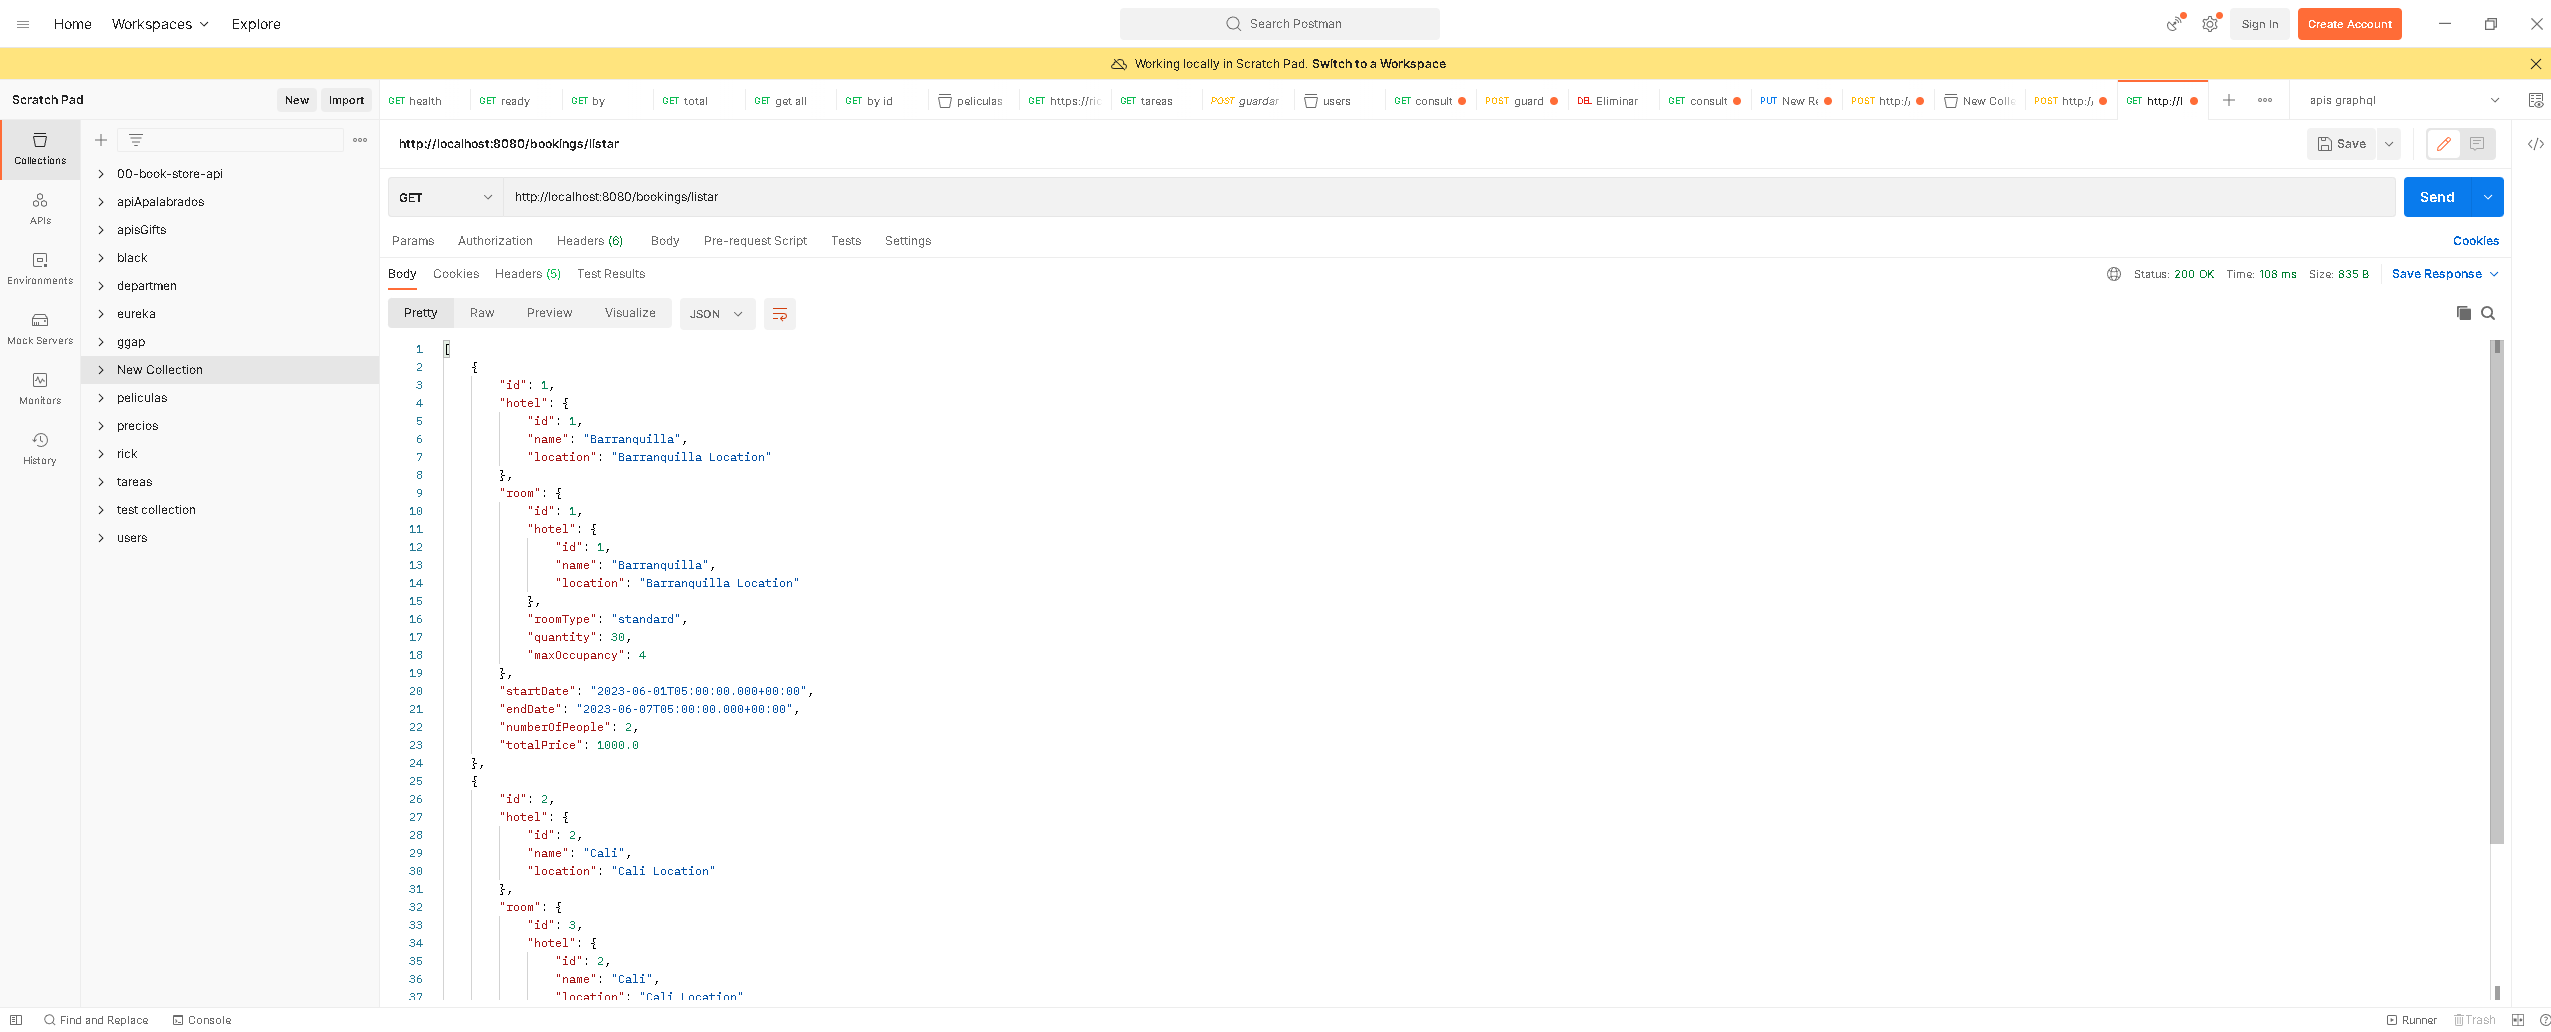 Home Workspaces Explore Search Postman Sign In Create Account
Working locally in Scratch Pad. Switch to a Workspace
Scratch Pad New Import
GET health GET ready GET by GET total GET get all GET by id peliculas GET https://ric GET tareas POST guardar users GET consult POST guard DEL Eliminar GET consult PUT New Re POST http:// New Colle POST http:// GET http://l apis graphql
Collections
APIs
Environments
Mock Servers
Monitors
History
00-book-store-api
apiApalabrados
apisGifts
black
departmen
eureka
ggap
New Collection
peliculas
precios
rick
tareas
test collection
users
http://localhost:8080/bookings/listar Save
GET http://localhost:8080/bookings/listar Send
Params Authorization Headers (6) Body Pre-request Script Tests Settings Cookies
Body Cookies Headers (5) Test Results Status: 200 OK Time: 108 ms Size: 835 B Save Response
Pretty Raw Preview Visualize JSON
1 [
2 {
3 "id": 1,
4 "hotel": {
5 "id": 1,
6 "name": "Barranquilla",
7 "location": "Barranquilla Location"
8 },
9 "room": {
10 "id": 1,
11 "hotel": {
12 "id": 1,
13 "name": "Barranquilla",
14 "location": "Barranquilla Location"
15 },
16 "roomType": "standard",
17 "quantity": 30,
18 "maxOccupancy": 4
19 },
20 "startDate": "2023-06-01T05:00:00.000+00:00",
21 "endDate": "2023-06-07T05:00:00.000+00:00",
22 "numberOfPeople": 2,
23 "totalPrice": 1000.0
24 },
25 {
26 "id": 2,
27 "hotel": {
28 "id": 2,
29 "name": "Cali",
30 "location": "Cali Location"
31 },
32 "room": {
33 "id": 3,
34 "hotel": {
35 "id": 2,
36 "name": "Cali",
37 "location": "Cali Location"
Find and Replace Console Runner Trash